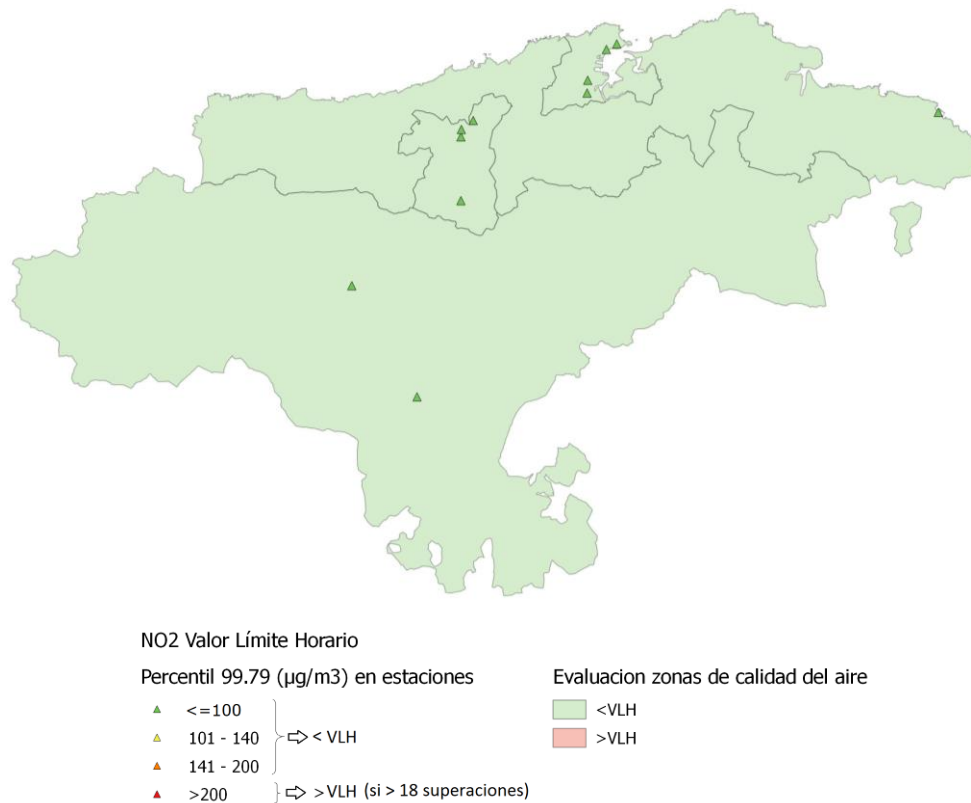 NO2 Valor Límite Horario
Percentil 99.79 (µg/m3) en estaciones
<=100
101 - 140
< VLH
141 - 200
>200
> VLH (si > 18 superaciones)
Evaluacion zonas de calidad del aire
<VLH
>VLH